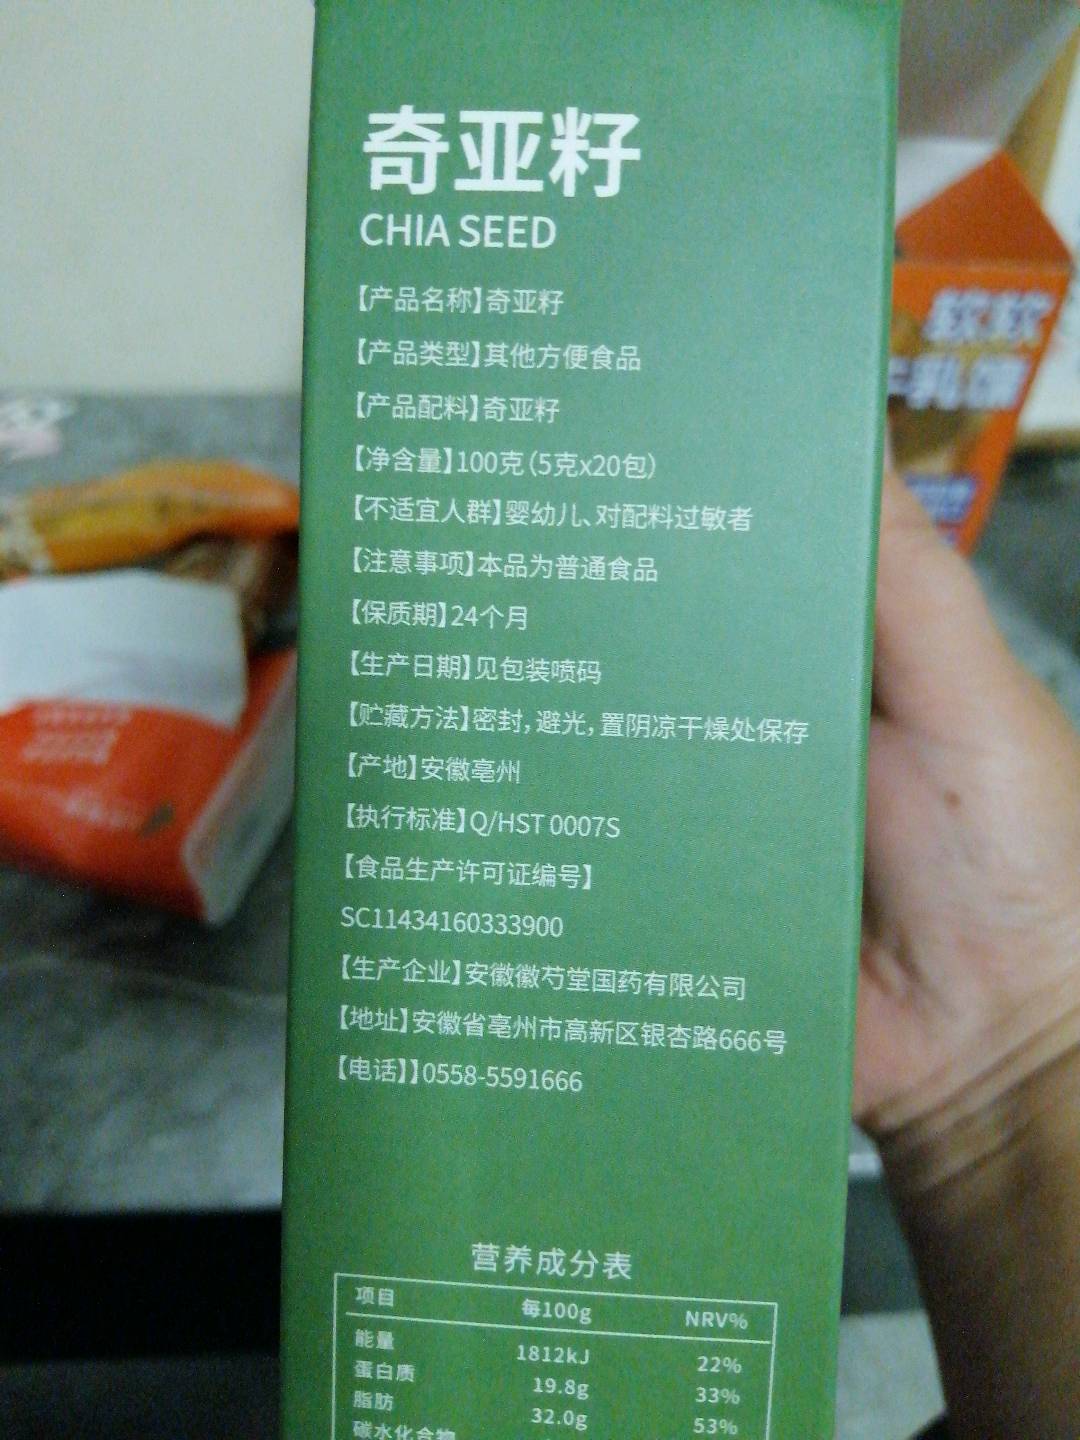 奇亚籽
CHIA SEED
【产品名称】奇亚籽
【产品类型】其他方便食品
【产品配料】奇亚籽
【净含量】100克(5克x20包)
【不适宜人群】婴幼儿、对配料过敏者
【注意事项】本品为普通食品
【保质期】24个月
【生产日期】见包装喷码
【贮藏方法】密封,避光,置阴凉干燥处保存
【产地】安徽亳州
【执行标准】Q/HST 0007S
【食品生产许可证编号】
SC11434160333900
【生产企业】安徽徽芍堂国药有限公司
【地址】安徽省亳州市高新区银杏路666号
【电话】】0558-5591666
营养成分表
项目 每100g NRV%
能量 1812kJ 22%
蛋白质 19.8g 33%
脂肪 32.0g 53%
碳水化合物
软软
乳